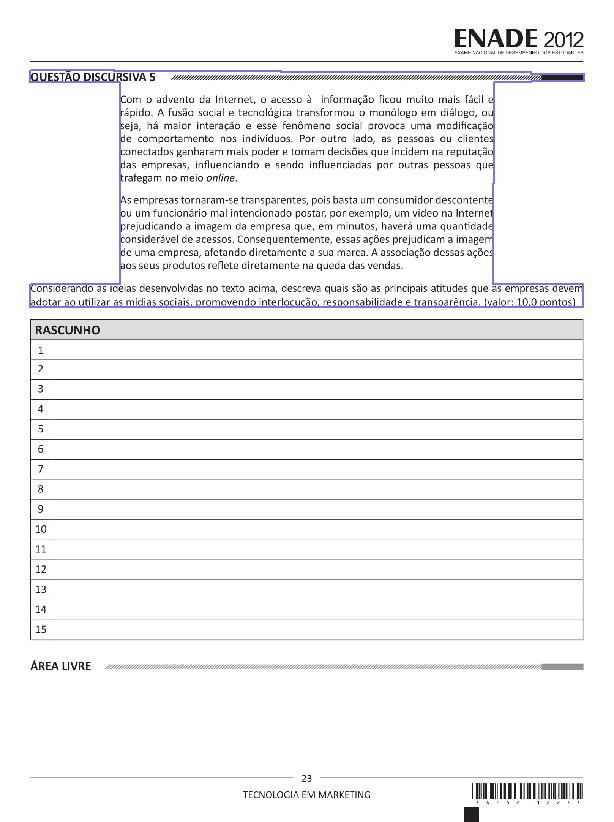 ENADE 2012
EXAME NACIONAL DE DESEMPENHO DOS ESTUDANTES
QUESTÃO DISCURSIVA 5
Com o advento da Internet, o acesso à informação ficou muito mais fácil e
rápido. A fusão social e tecnológica transformou o monólogo em diálogo, ou
seja, há maior interação e esse fenômeno social provoca uma modificação
de comportamento nos indivíduos. Por outro lado, as pessoas ou clientes
conectados ganharam mais poder e tomam decisões que incidem na reputação
das empresas, influenciando e sendo influenciadas por outras pessoas que
trafegam no meio online.
As empresas tornaram-se transparentes, pois basta um consumidor descontente
ou um funcionário mal intencionado postar, por exemplo, um vídeo na Internet
prejudicando a imagem da empresa que, em minutos, haverá uma quantidade
considerável de acessos. Consequentemente, essas ações prejudicam a imagem
de uma empresa, afetando diretamente a sua marca. A associação dessas ações
aos seus produtos reflete diretamente na queda das vendas.
Considerando as ideias desenvolvidas no texto acima, descreva quais são as principais atitudes que as empresas devem
adotar ao utilizar as mídias sociais, promovendo interlocução, responsabilidade e transparência. (valor: 10,0 pontos)
RASCUNHO
1
2
3
4
5
6
7
8
9
10
11
12
13
14
15
ÁREA LIVRE
23
TECNOLOGIA EM MARKETING